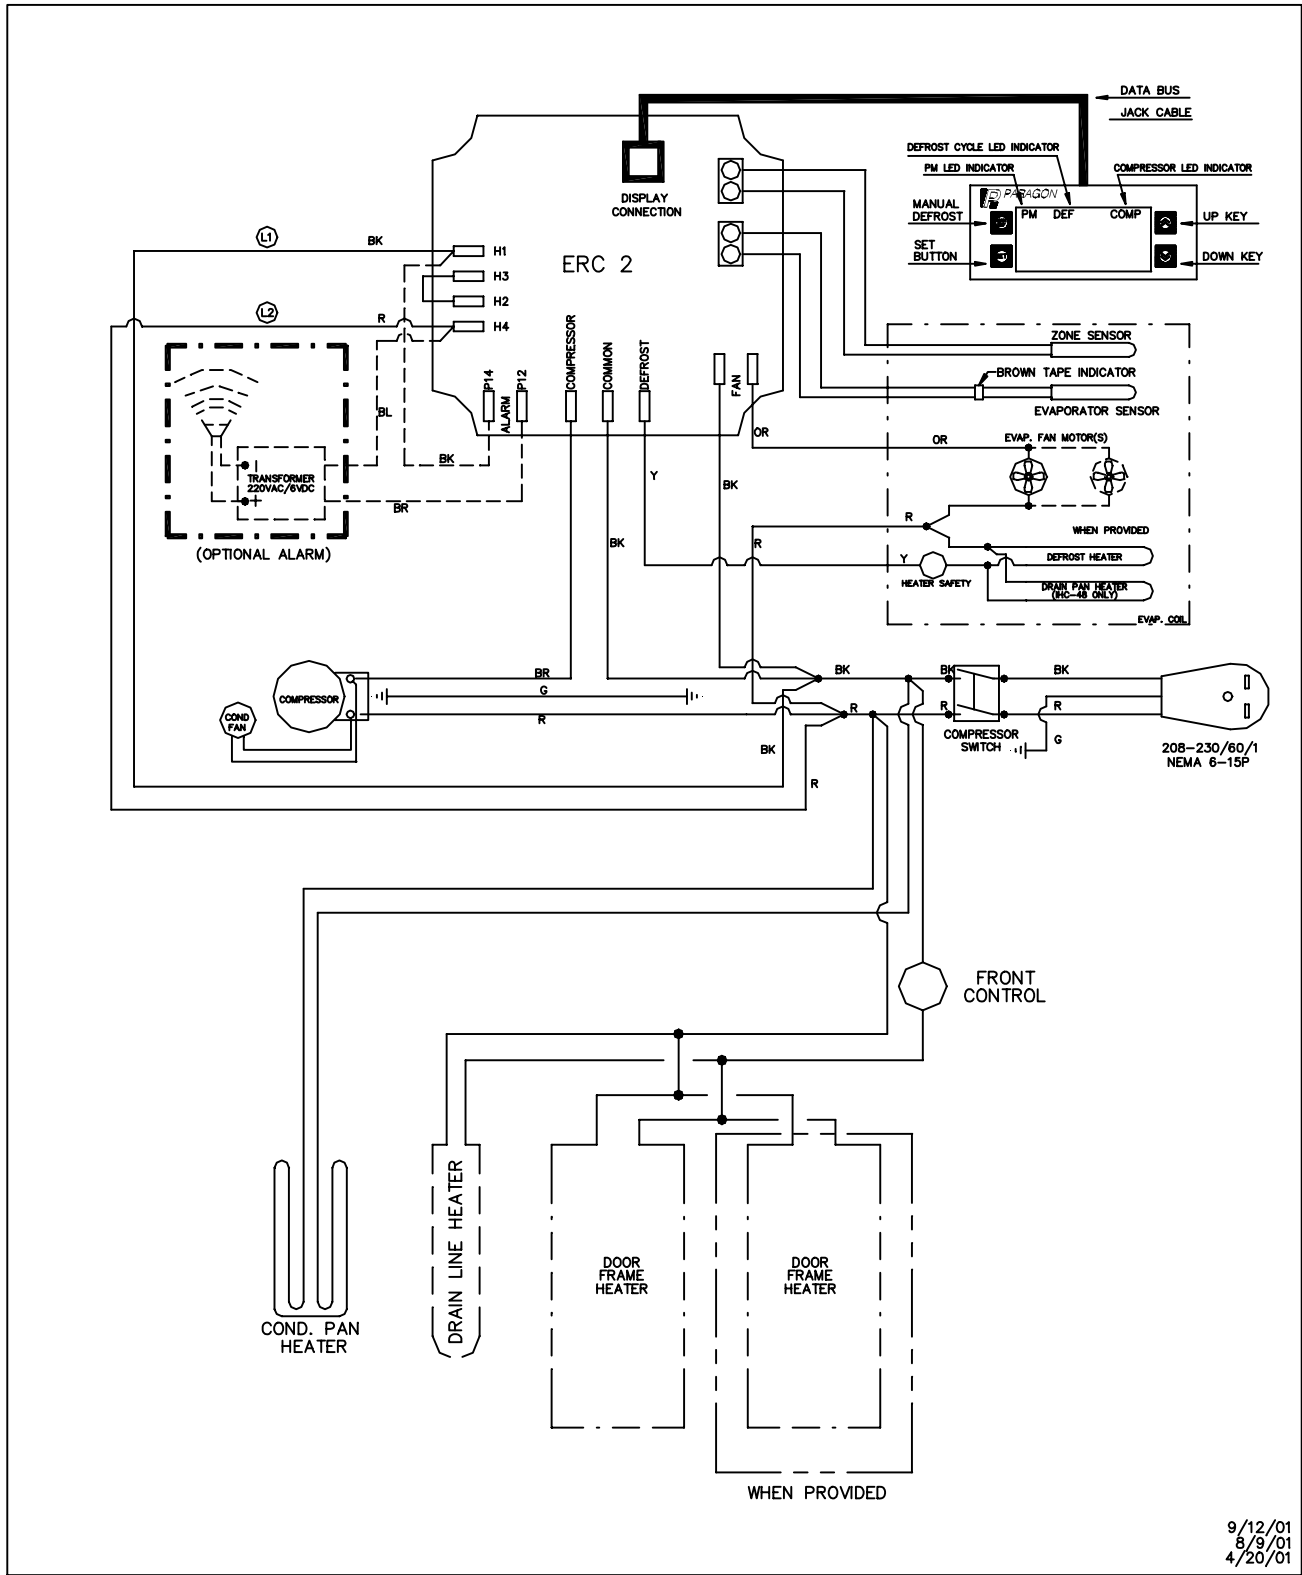 DATA BUS
JACK CABLE
DEFROST CYCLE LED INDICATOR
PM LED INDICATOR
COMPRESSOR LED INDICATOR
PARAGON
MANUAL
DEFROST
PM DEF COMP
UP KEY
SET
BUTTON
DOWN KEY
DISPLAY
CONNECTION
ERC 2
L1
BK
H1
H3
H2
L2
R
H4
P14
ALARM
P12
COMPRESSOR
COMMON
DEFROST
FAN
BL
BK
BR
TRANSFORMER
220VAC/6VDC
(OPTIONAL ALARM)
ZONE SENSOR
BROWN TAPE INDICATOR
EVAPORATOR SENSOR
OR
OR
EVAP. FAN MOTOR(S)
Y
BK
R
WHEN PROVIDED
BK
R
DEFROST HEATER
Y
HEATER SAFETY
DRAIN PAN HEATER
(IHC-48 ONLY)
EVAP. COIL
COMPRESSOR
COND
FAN
BR
G
R
BK
BK
BK
R
R
R
G
COMPRESSOR
SWITCH
208-230/60/1
NEMA 6-15P
BK
R
FRONT
CONTROL
COND. PAN
HEATER
DRAIN LINE HEATER
DOOR
FRAME
HEATER
DOOR
FRAME
HEATER
WHEN PROVIDED
9/12/01
8/9/01
4/20/01